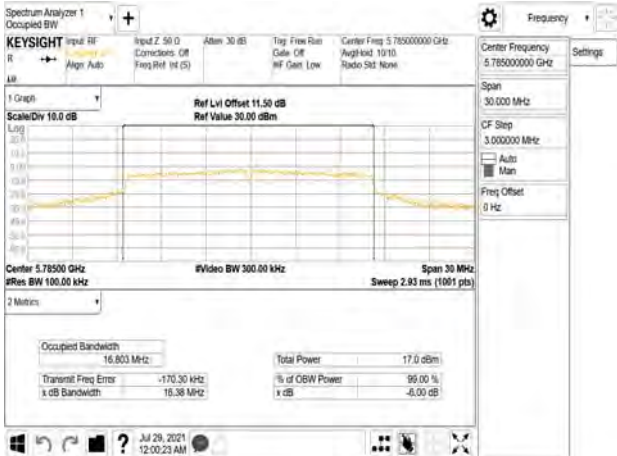 Spectrum Analyzer 1
Occupied BW
+
Frequency
KEYSIGHT
Input: RF
Input Z: 50 Ω
Atten: 30 dB
Trig: Free Run
Center Freq: 5.785000000 GHz
R
Corrections: Off
Gate: Off
Avg|Hold: 10/10
Align: Auto
Freq Ref: Int (S)
#IF Gain: Low
Radio Std: None
Center Frequency
5.785000000 GHz
Settings
Span
30.000 MHz
CF Step
3.000000 MHz
Auto
Man
Freq Offset
0 Hz
1 Graph
Ref Lvl Offset 11.50 dB
Scale/Div 10.0 dB
Ref Value 30.00 dBm
Log
Center 5.78500 GHz
#Video BW 300.00 kHz
Span 30 MHz
#Res BW 100.00 kHz
Sweep 2.93 ms (1001 pts)
2 Metrics
Occupied Bandwidth
16.803 MHz
Total Power
17.0 dBm
Transmit Freq Error
-170.30 kHz
% of OBW Power
99.00 %
x dB Bandwidth
16.38 MHz
x dB
-6.00 dB
?
Jul 29, 2021
12:00:23 AM